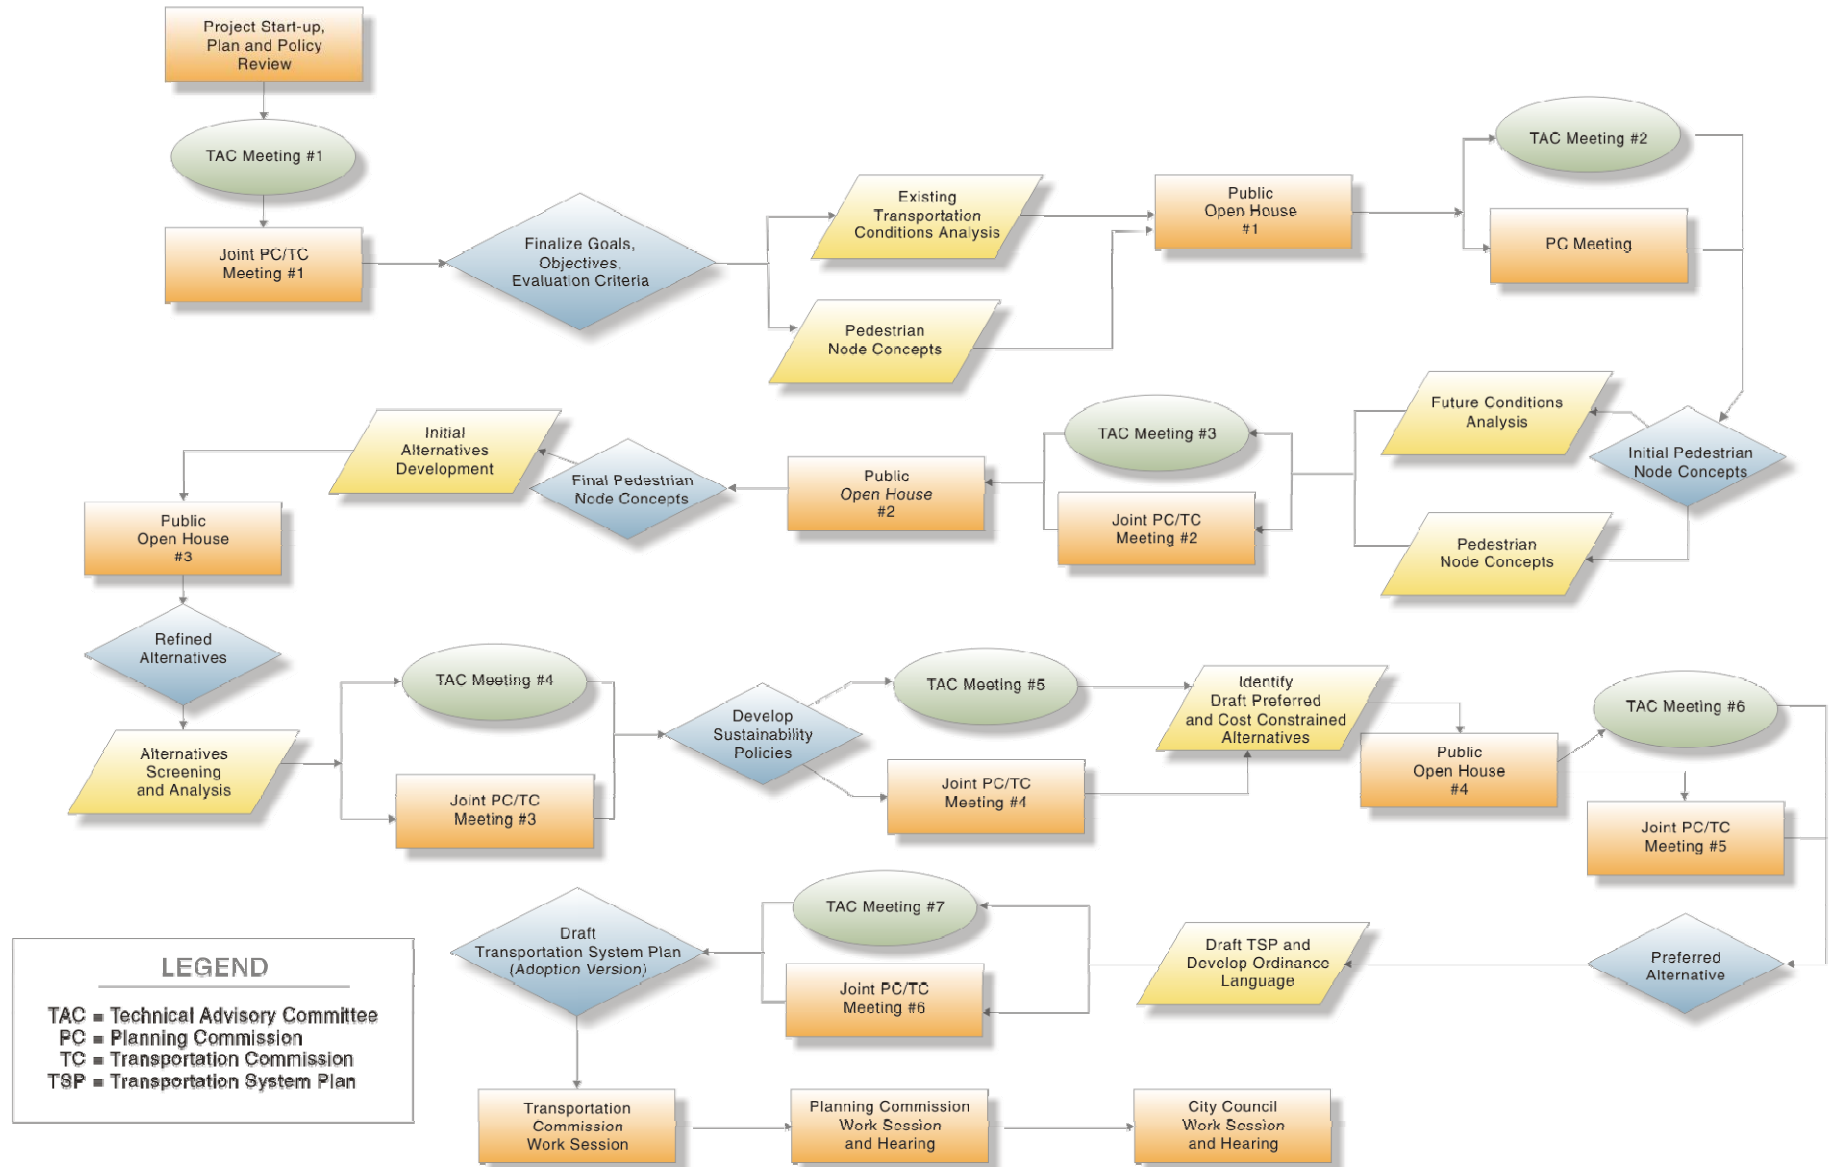 Project Start-up,
Plan and Policy
Review
TAC Meeting #1
Joint PC/TC
Meeting #1
Finalize Goals,
Objectives,
Evaluation Criteria
Existing
Transportation
Conditions Analysis
Pedestrian
Node Concepts
Public
Open House
#1
TAC Meeting #2
PC Meeting
Initial Pedestrian
Node Concepts
Future Conditions
Analysis
Pedestrian
Node Concepts
TAC Meeting #3
Joint PC/TC
Meeting #2
Public
Open House
#2
Final Pedestrian
Node Concepts
Initial
Alternatives
Development
Public
Open House
#3
Refined
Alternatives
Alternatives
Screening
and Analysis
TAC Meeting #4
Joint PC/TC
Meeting #3
Develop
Sustainability
Policies
TAC Meeting #5
Joint PC/TC
Meeting #4
Identify
Draft Preferred
and Cost Constrained
Alternatives
Public
Open House
#4
TAC Meeting #6
Joint PC/TC
Meeting #5
Preferred
Alternative
Draft TSP and
Develop Ordinance
Language
TAC Meeting #7
Joint PC/TC
Meeting #6
Draft
Transportation System Plan
(Adoption Version)
Transportation
Commission
Work Session
Planning Commission
Work Session
and Hearing
City Council
Work Session
and Hearing
LEGEND
TAC = Technical Advisory Committee
PC = Planning Commission
TC = Transportation Commission
TSP = Transportation System Plan